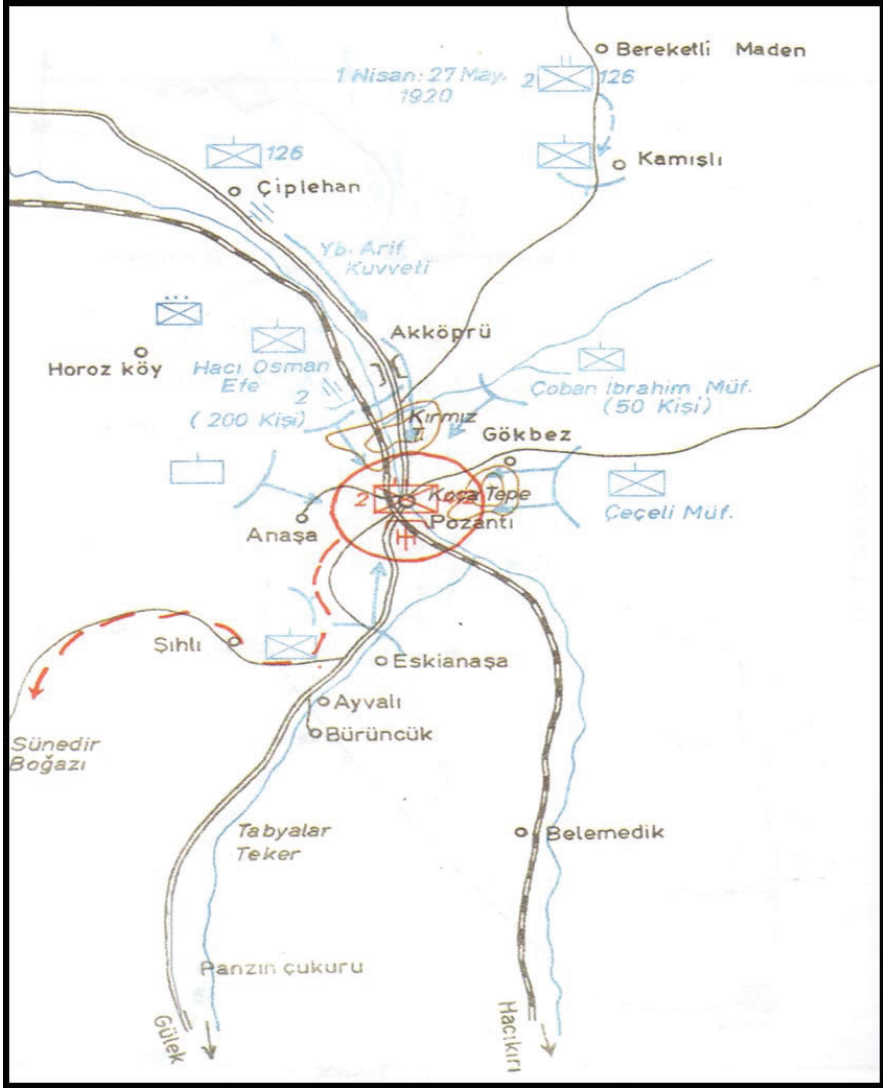 Bereketli Maden
1 Nisan: 27 May.
1920
2
126
Kamışlı
126
Çiplehan
Yb. Arif
Kuvveti
Akköprü
Horoz köy
Hacı Osman
Efe
2
(200 Kişi)
Çoban İbrahim Müf.
(50 Kişi)
Kırmız
T.
Gökbez
2
Koca Tepe
Pozantı
Çeçeli Müf.
Anaşa
Şıhlı
Eskianaşa
Ayvalı
Bürüncük
Sünedir
Boğazı
Tabyalar
Teker
Belemedik
Panzın çukuru
Gülek
Hacıkırı